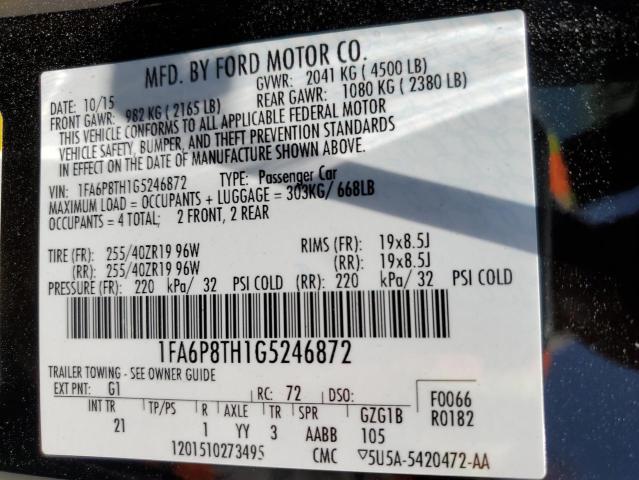 MFD. BY FORD MOTOR CO.
DATE: 10/15 GVWR: 2041 KG (4500 LB)
FRONT GAWR: 982 KG (2165 LB) REAR GAWR: 1080 KG (2380 LB)
THIS VEHICLE CONFORMS TO ALL APPLICABLE FEDERAL MOTOR
VEHICLE SAFETY, BUMPER, AND THEFT PREVENTION STANDARDS
IN EFFECT ON THE DATE OF MANUFACTURE SHOWN ABOVE.
VIN: 1FA6P8TH1G5246872 TYPE: Passenger Car
MAXIMUM LOAD = OCCUPANTS + LUGGAGE = 303KG/668LB
OCCUPANTS = 4 TOTAL; 2 FRONT, 2 REAR
TIRE (FR): 255/40ZR19 96W RIMS (FR): 19x8.5J
(RR): 255/40ZR19 96W (RR): 19x8.5J
PRESSURE (FR): 220 kPa/ 32 PSI COLD (RR): 220 kPa/ 32 PSI COLD
1FA6P8TH1G5246872
TRAILER TOWING - SEE OWNER GUIDE
EXT PNT: G1 RC: 72 DSO: F0066
R0182
INT TR TP/PS R AXLE TR SPR GZG1B
21 1 YY 3 AABB 105
1201510273495 CMC ▽5U5A-5420472-AA